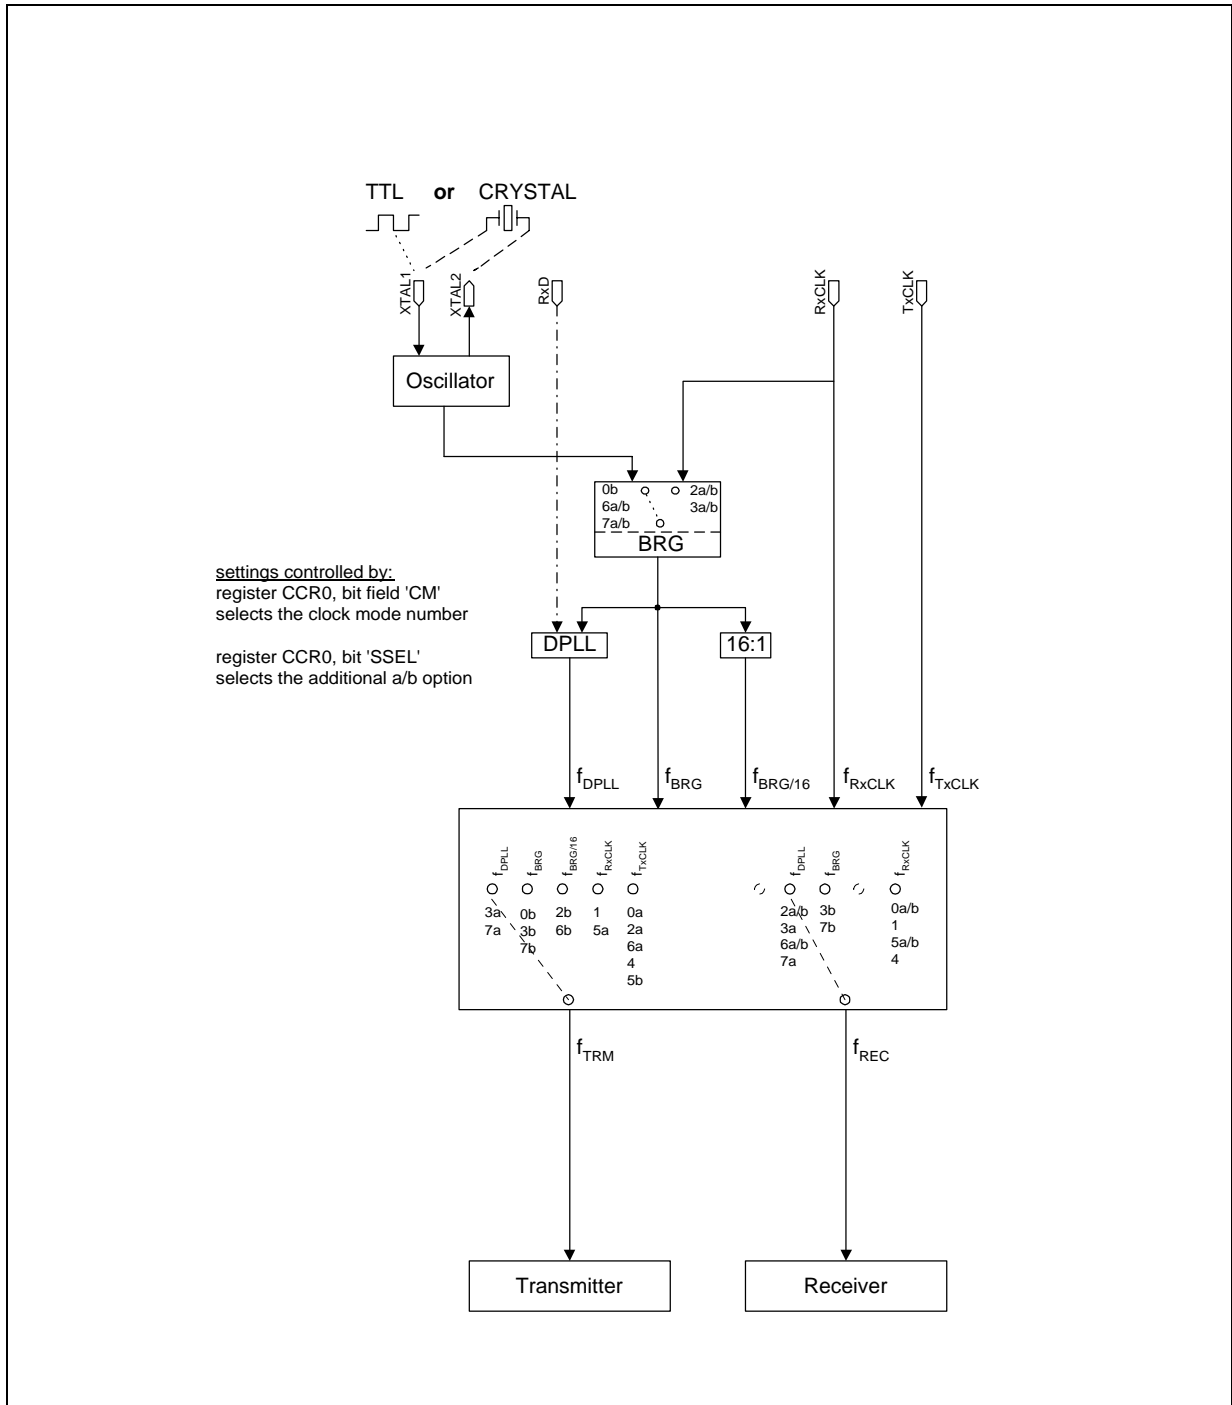 TTL or CRYSTAL
XTAL1
XTAL2
RxD
RxCLK
TxCLK
Oscillator
0b 2a/b
6a/b 3a/b
7a/b
BRG
settings controlled by:
register CCR0, bit field 'CM'
selects the clock mode number
register CCR0, bit 'SSEL'
selects the additional a/b option
DPLL
16:1
fDPLL
fBRG
fBRG/16
fRxCLK
fTxCLK
fDPLL
3a
7a
fBRG
0b
3b
7b
fBRG/16
2b
6b
fRxCLK
1
5a
fTxCLK
0a
2a
6a
4
5b
fDPLL
2a/b
3a
6a/b
7a
fBRG
3b
7b
fRxCLK
0a/b
1
5a/b
4
fTRM
fREC
Transmitter
Receiver